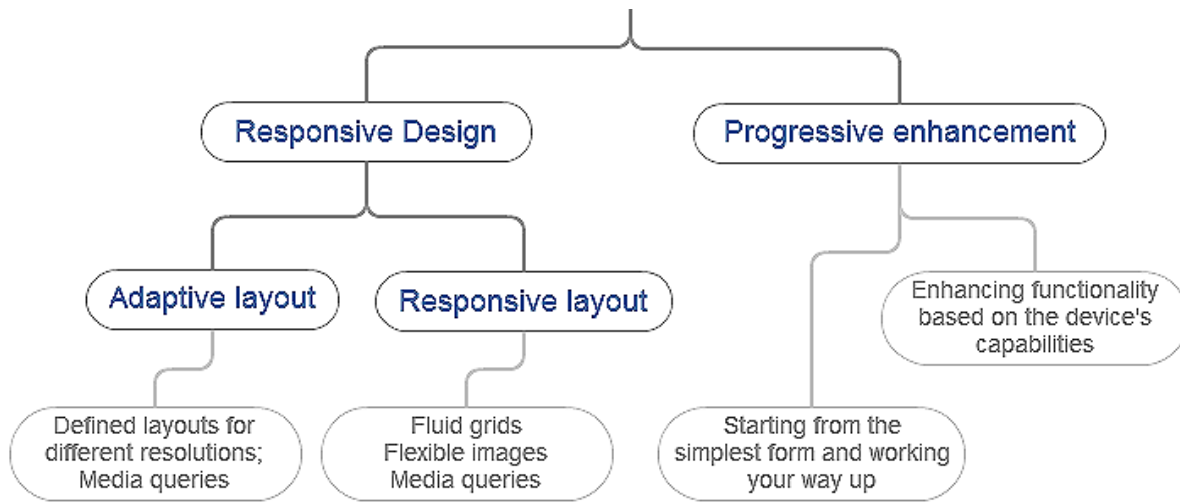 Responsive Design
Progressive enhancement
Adaptive layout
Responsive layout
Enhancing functionality
based on the device's
capabilities
Defined layouts for
different resolutions;
Media queries
Fluid grids
Flexible images
Media queries
Starting from the
simplest form and working
your way up